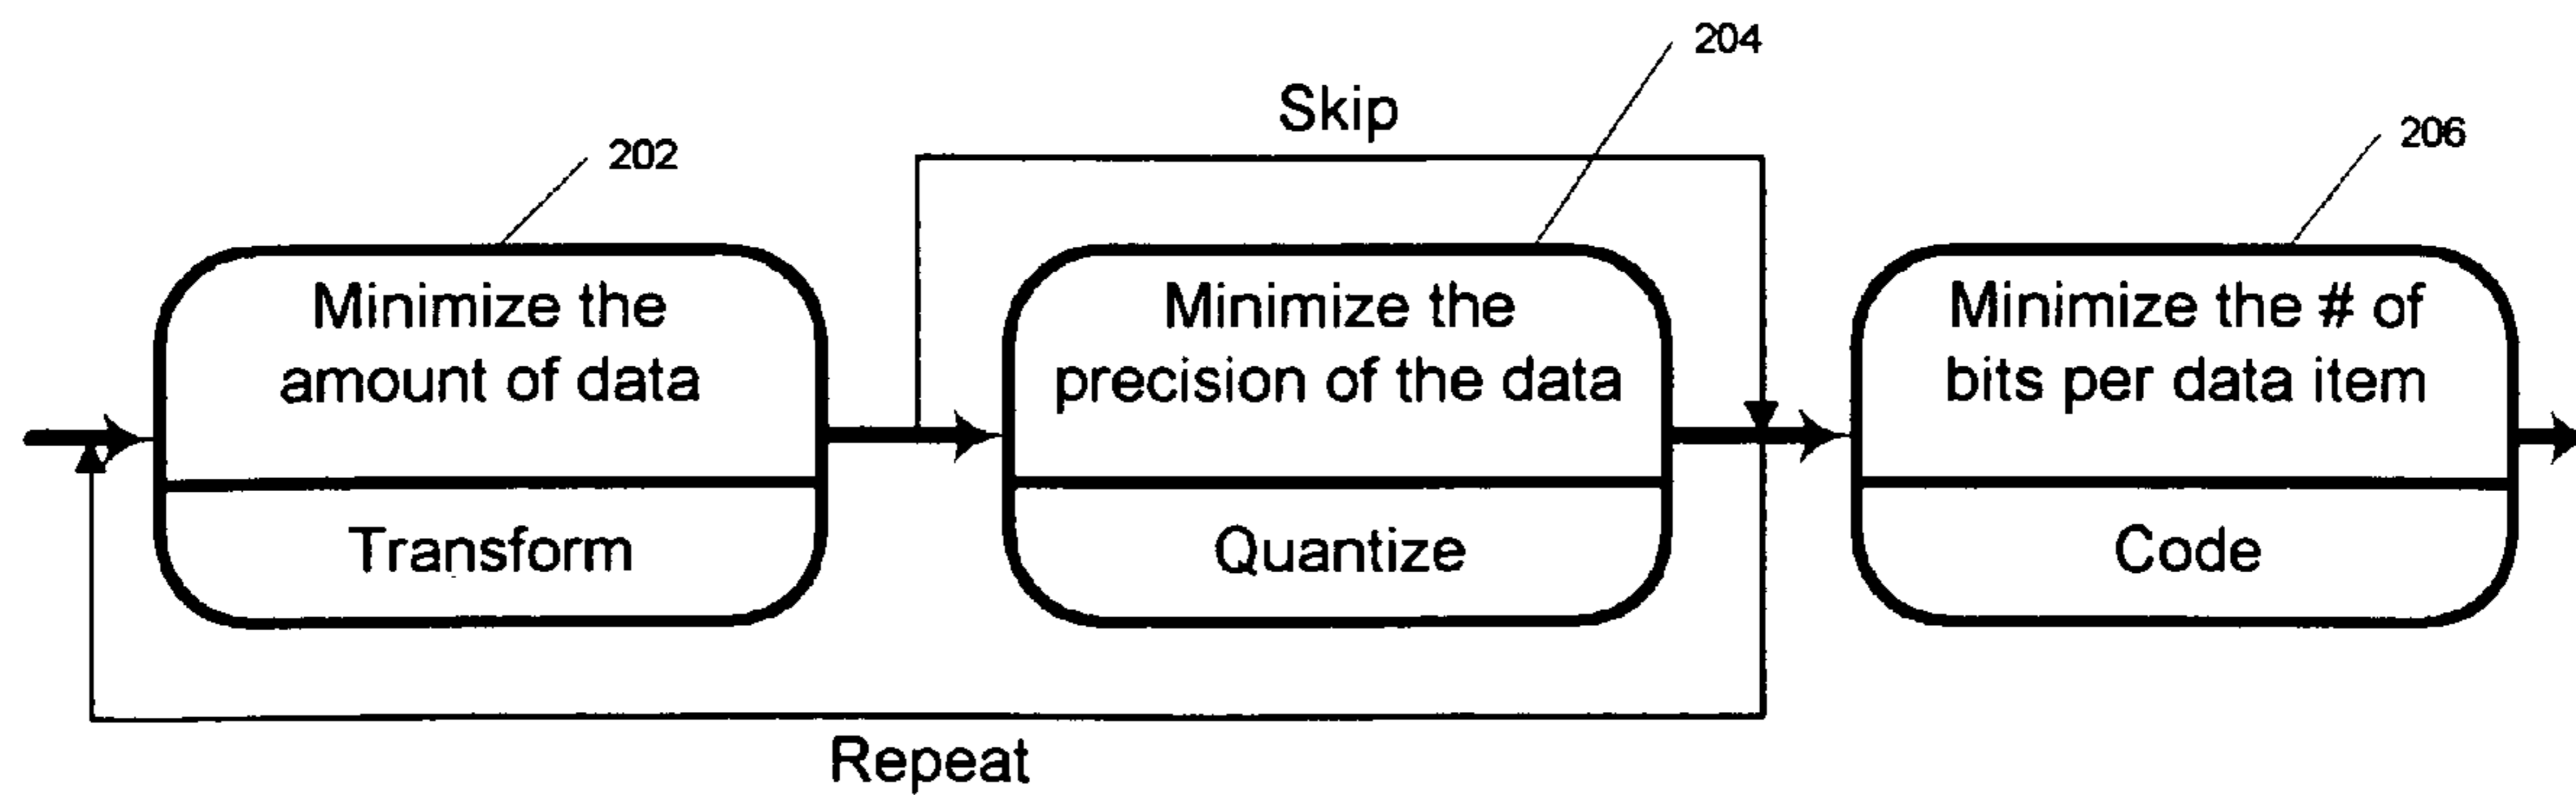 204
Skip
206
202
Minimize the
amount of data
Transform
Minimize the
precision of the data
Quantize
Minimize the # of
bits per data item
Code
Repeat